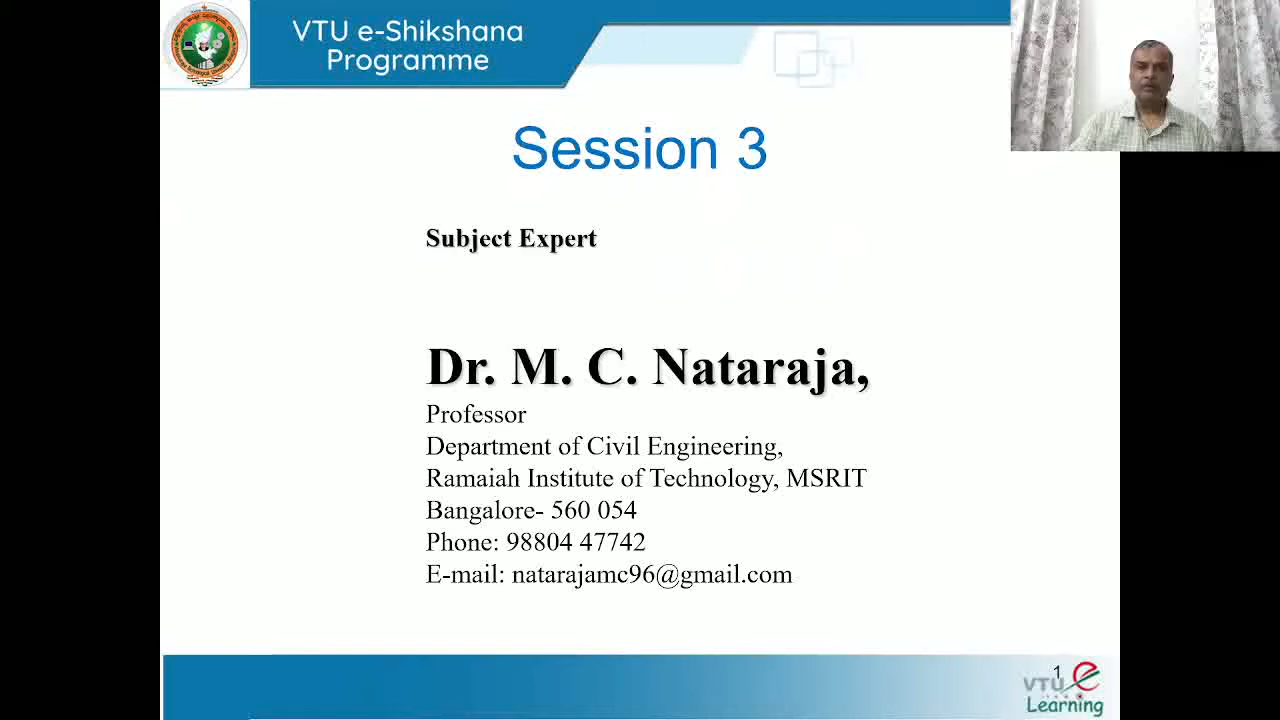 VTU e-Shikshana
Programme
Session 3
Subject Expert
Dr. M. C. Nataraja,
Professor
Department of Civil Engineering,
Ramaiah Institute of Technology, MSRIT
Bangalore- 560 054
Phone: 98804 47742
E-mail: natarajamc96@gmail.com
1
VTU e
Learning